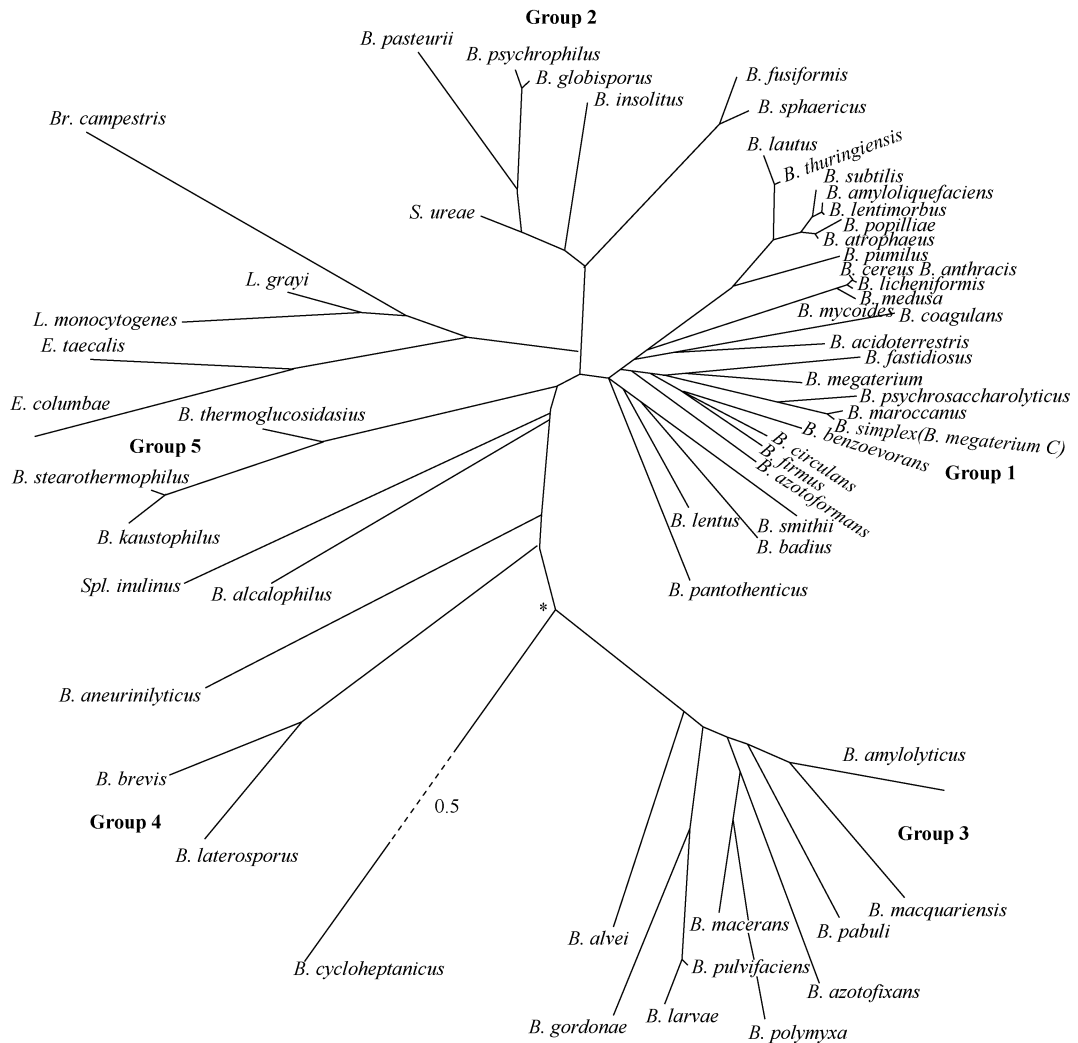 Group 2
B. pasteurii
B. psychrophilus
B. globisporus
B. insolitus
B. fusiformis
B. sphaericus
Br. campestris
B. lautus
B. thuringiensis
B. subtilis
B. amyloliquefaciens
B. lentimorbus
B. popilliae
B. atrophaeus
S. ureae
B. pumilus
B. cereus B. anthracis
B. licheniformis
B. medusa
B. mycoides
B. coagulans
L. grayi
L. monocytogenes
E. taecalis
B. acidoterrestris
B. fastidiosus
B. megaterium
B. psychrosaccharolyticus
B. maroccanus
B. simplex(B. megaterium C)
B. benzoevorans
Group 1
E. columbae
B. thermoglucosidasius
Group 5
B. stearothermophilus
B. kaustophilus
B. circulans
B. firmus
B. azotoformans
B. lentus
B. smithii
B. badius
B. pantothenticus
Spl. inulinus
B. alcalophilus
*
B. aneurinilyticus
B. brevis
Group 4
B. laterosporus
0.5
B. cycloheptanicus
B. amylolyticus
Group 3
B. macquariensis
B. pabuli
B. macerans
B. alvei
B. pulvifaciens
B. azotofixans
B. larvae
B. gordonae
B. polymyxa